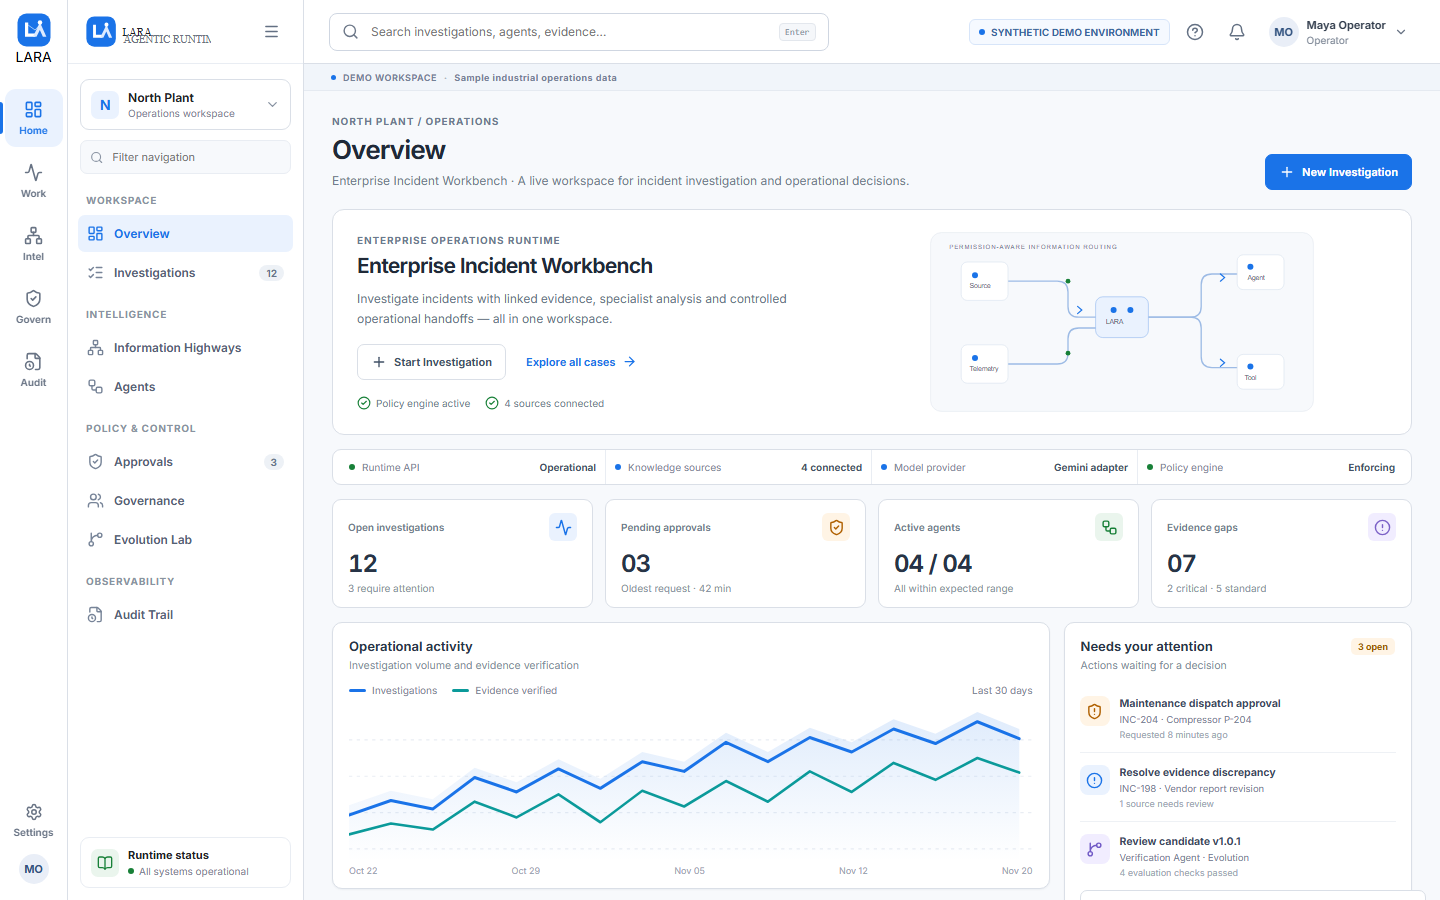 LARA
Home
Work
Intel
Govern
Audit
Settings
MO
LARA
AGENTIC RUNTIM
North Plant
Operations workspace
Filter navigation
WORKSPACE
Overview
Investigations 12
INTELLIGENCE
Information Highways
Agents
POLICY & CONTROL
Approvals 3
Governance
Evolution Lab
OBSERVABILITY
Audit Trail
Runtime status
All systems operational
Search investigations, agents, evidence... Enter
SYNTHETIC DEMO ENVIRONMENT
MO
Maya Operator
Operator
DEMO WORKSPACE · Sample industrial operations data
NORTH PLANT / OPERATIONS
Overview
Enterprise Incident Workbench · A live workspace for incident investigation and operational decisions.
New Investigation
ENTERPRISE OPERATIONS RUNTIME
Enterprise Incident Workbench
Investigate incidents with linked evidence, specialist analysis and controlled
operational handoffs — all in one workspace.
Start Investigation
Explore all cases
Policy engine active
4 sources connected
PERMISSION-AWARE INFORMATION ROUTING
Source
Telemetry
LARA
Agent
Tool
Runtime API Operational
Knowledge sources 4 connected
Model provider Gemini adapter
Policy engine Enforcing
Open investigations
12
3 require attention
Pending approvals
03
Oldest request · 42 min
Active agents
04 / 04
All within expected range
Evidence gaps
07
2 critical · 5 standard
Operational activity
Investigation volume and evidence verification
Investigations
Evidence verified
Last 30 days
Oct 22
Oct 29
Nov 05
Nov 12
Nov 20
Needs your attention
3 open
Actions waiting for a decision
Maintenance dispatch approval
INC-204 · Compressor P-204
Requested 8 minutes ago
Resolve evidence discrepancy
INC-198 · Vendor report revision
1 source needs review
Review candidate v1.0.1
Verification Agent · Evolution
4 evaluation checks passed